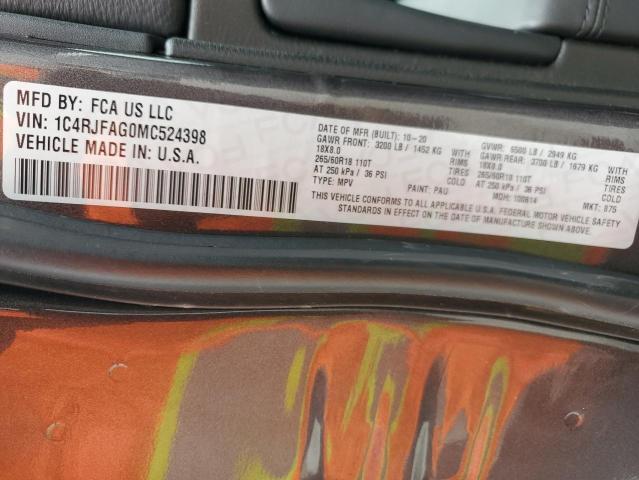 MFD BY: FCA US LLC
VIN: 1C4RJFAG0MC524398
VEHICLE MADE IN: U.S.A.
DATE OF MFR (BUILT): 10-20 GVWR: 6500 LB / 2949 KG
GAWR FRONT: 3200 LB / 1452 KG WITH GAWR REAR: 3700 LB / 1679 KG WITH
18X8.0 RIMS 18X8.0 RIMS
265/60R18 110T TIRES 265/60R18 110T TIRES
AT 250 kPa / 36 PSI COLD AT 250 kPa / 36 PSI COLD
TYPE: MPV PAINT: PAU MDH: MKT: 875
THIS VEHICLE CONFORMS TO ALL APPLICABLE U.S.A. FEDERAL MOTOR VEHICLE SAFETY
STANDARDS IN EFFECT ON THE DATE OF MANUFACTURE SHOWN ABOVE.